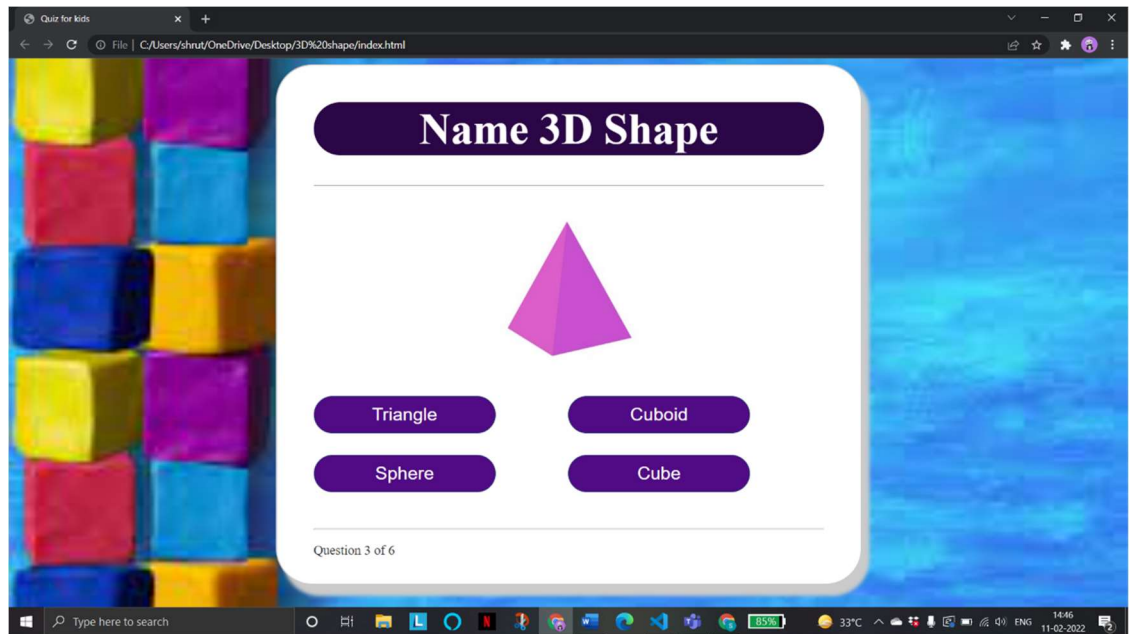 Quiz for kids
File | C:/Users/shrut/OneDrive/Desktop/3D%20shape/index.html
Name 3D Shape
Triangle
Cuboid
Sphere
Cube
Question 3 of 6
Type here to search
L
N
85%
33°C
ENG
14:46
11-02-2022
2